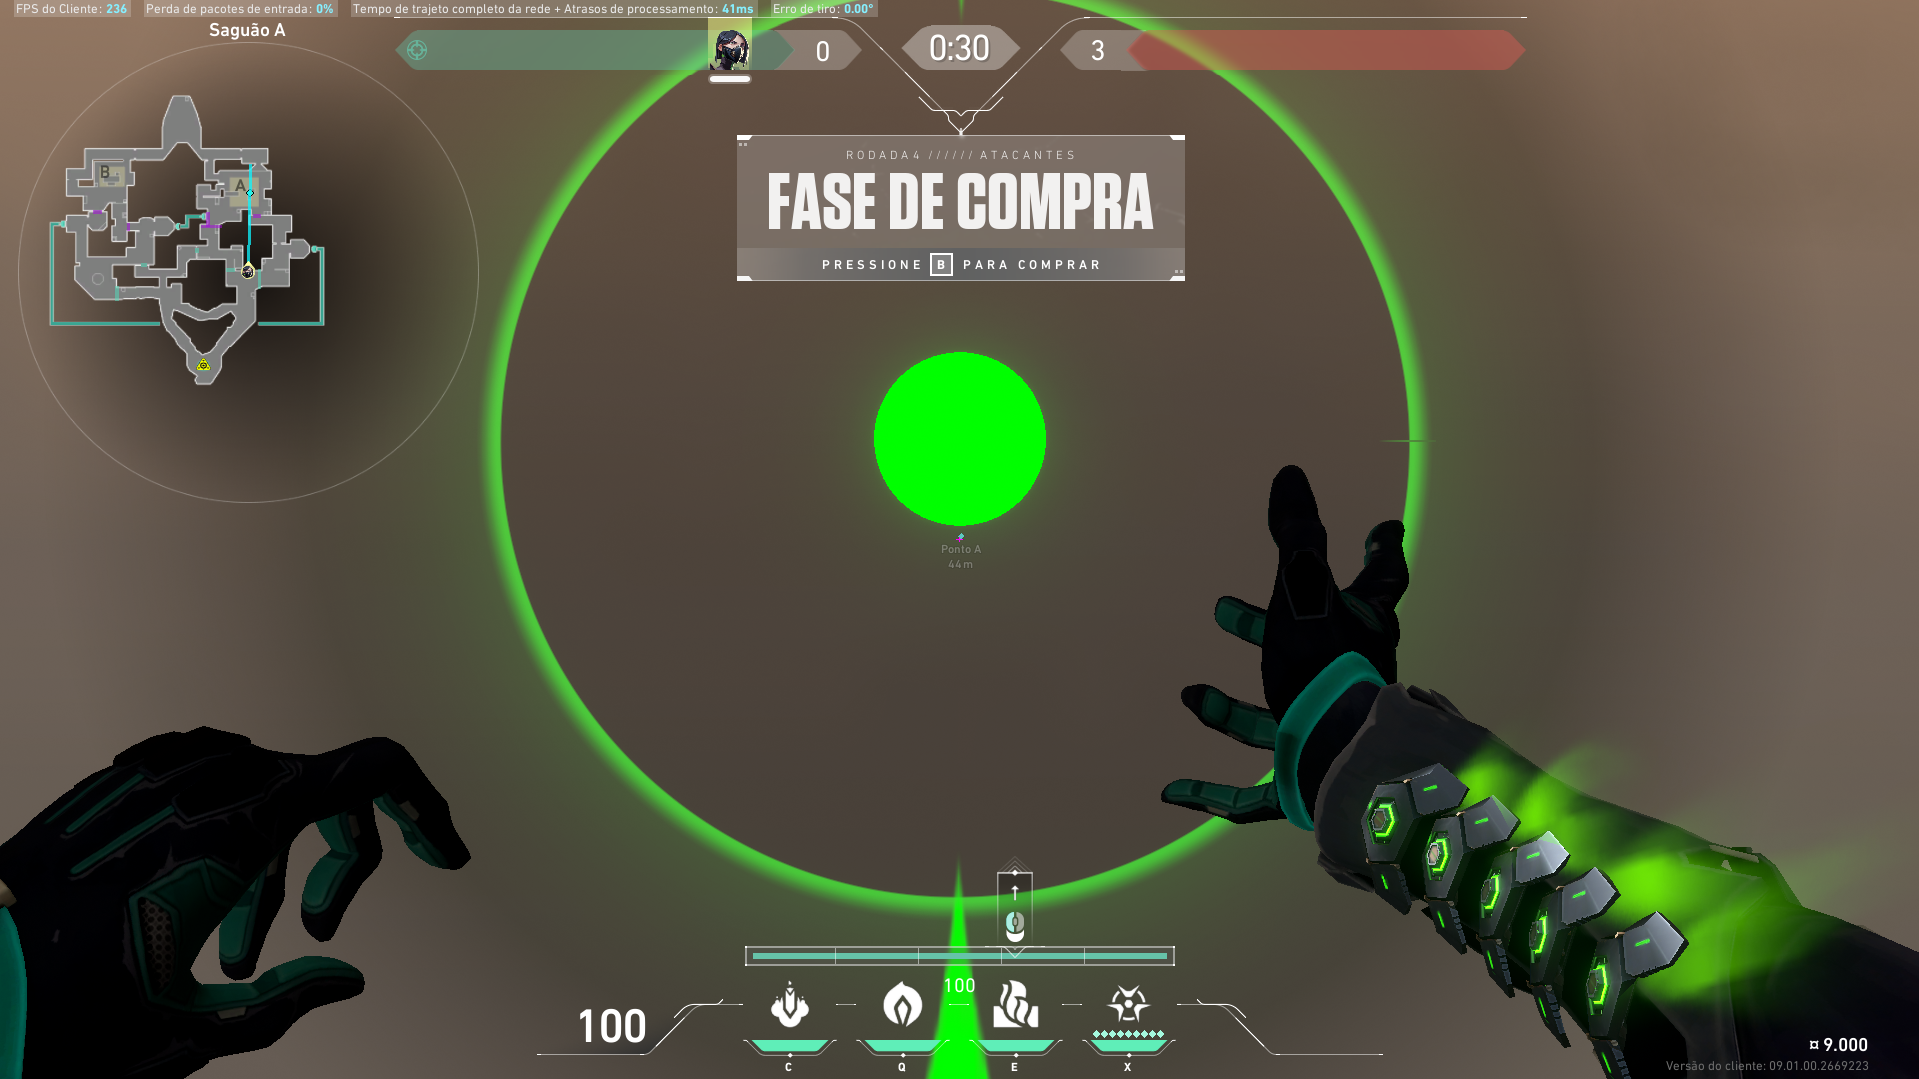 FPS do Cliente: 236 Perda de pacotes de entrada: 0% Tempo de trajeto completo da rede + Atrasos de processamento: 41ms Erro de tiro: 0.00°
Saguão A
0 0:30 3
RODADA 4 ////// ATACANTES
FASE DE COMPRA
PRESSIONE B PARA COMPRAR
B
A
Ponto A
44m
100
100
C Q E X
¤ 9.000
Versão do cliente: 09.01.00.2669223